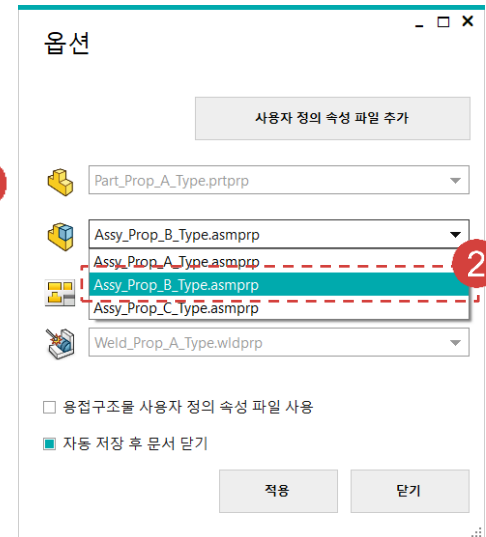 옵션
사용자 정의 속성 파일 추가
Part_Prop_A_Type.prtprp
Assy_Prop_B_Type.asmprp
Assy_Prop_A_Type.asmprp
2
Assy_Prop_B_Type.asmprp
Assy_Prop_C_Type.asmprp
Weld_Prop_A_Type.wldprp
용접구조물 사용자 정의 속성 파일 사용
자동 저장 후 문서 닫기
적용
닫기